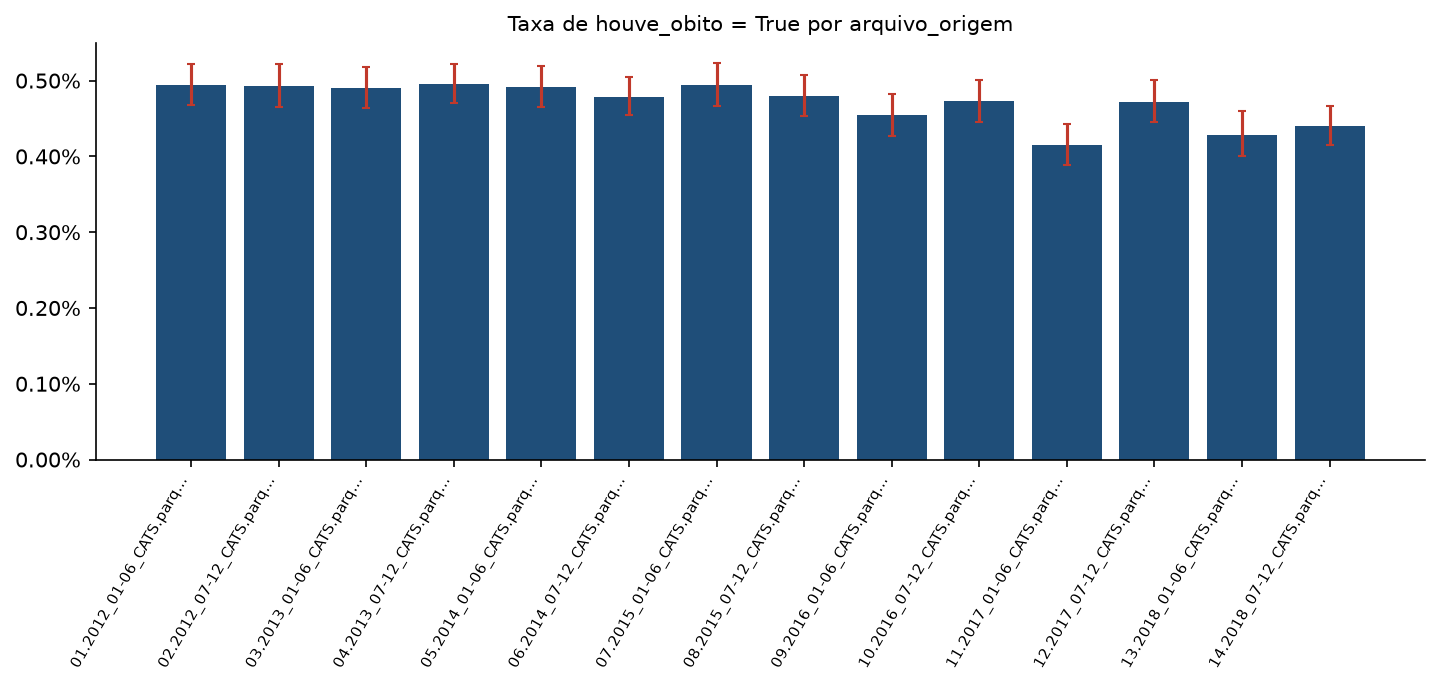 Taxa de houve_obito = True por arquivo_origem
0.50%
0.40%
0.30%
0.20%
0.10%
0.00%
01.2012_01-06_CATS.parq...
02.2012_07-12_CATS.parq...
03.2013_01-06_CATS.parq...
04.2013_07-12_CATS.parq...
05.2014_01-06_CATS.parq...
06.2014_07-12_CATS.parq...
07.2015_01-06_CATS.parq...
08.2015_07-12_CATS.parq...
09.2016_01-06_CATS.parq...
10.2016_07-12_CATS.parq...
11.2017_01-06_CATS.parq...
12.2017_07-12_CATS.parq...
13.2018_01-06_CATS.parq...
14.2018_07-12_CATS.parq...